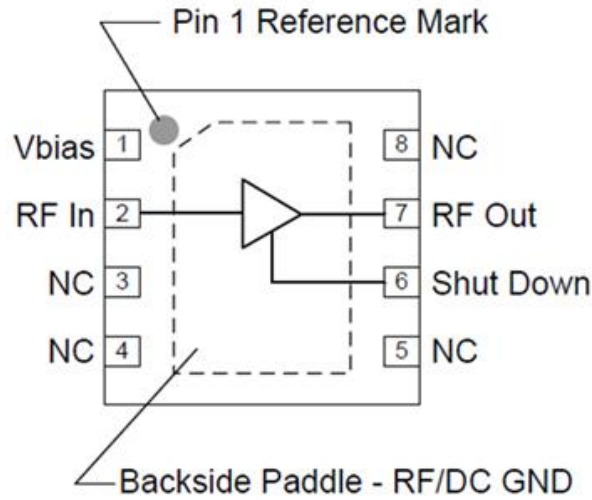 Pin 1 Reference Mark
Vbias 1
8 NC
RF In 2
7 RF Out
NC 3
6 Shut Down
NC 4
5 NC
Backside Paddle - RF/DC GND